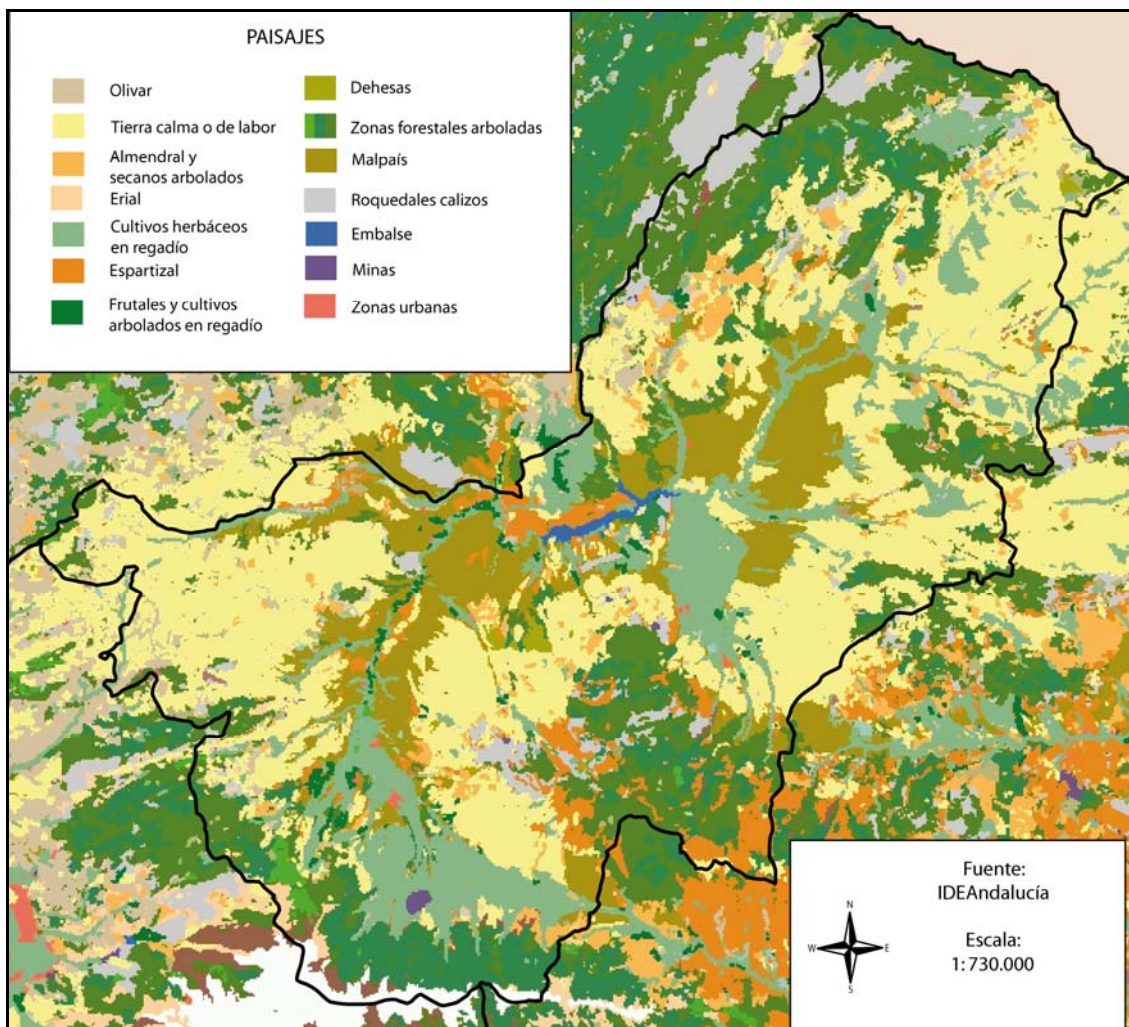 PAISAJES
Olivar
Tierra calma o de labor
Almendral y
secanos arbolados
Erial
Cultivos herbáceos
en regadío
Espartizal
Frutales y cultivos
arbolados en regadío
Dehesas
Zonas forestales arboladas
Malpaís
Roquedales calizos
Embalse
Minas
Zonas urbanas
Fuente:
IDEAndalucía
Escala:
1:730.000
N
W
E
S